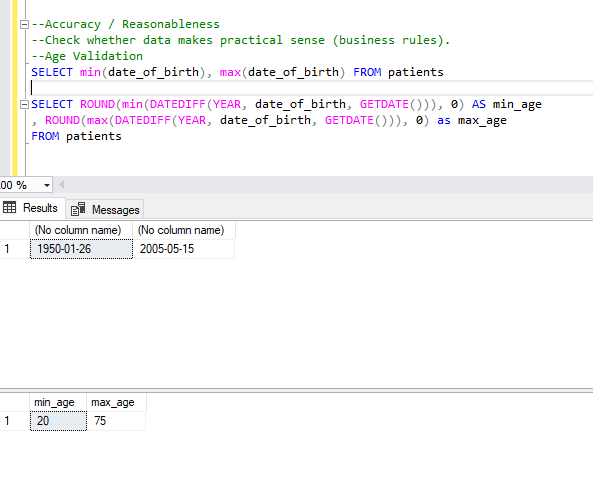 --Accuracy / Reasonableness
--Check whether data makes practical sense (business rules).
--Age Validation
SELECT min(date_of_birth), max(date_of_birth) FROM patients
SELECT ROUND(min(DATEDIFF(YEAR, date_of_birth, GETDATE())), 0) AS min_age
, ROUND(max(DATEDIFF(YEAR, date_of_birth, GETDATE())), 0) as max_age
FROM patients
00 %
Results Messages
(No column name) (No column name)
1 1950-01-26 2005-05-15
min_age max_age
1 20 75